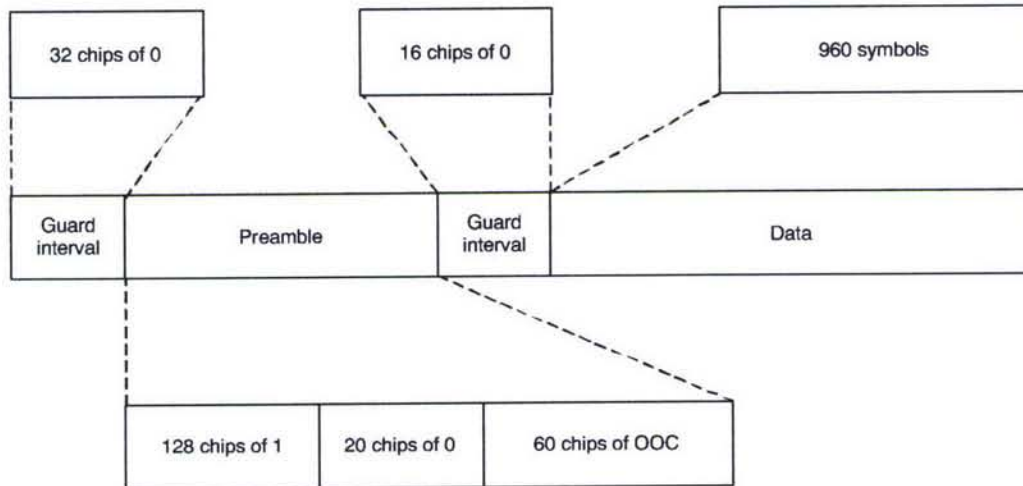 32 chips of 0
16 chips of 0
960 symbols
Guard
interval
Preamble
Guard
interval
Data
128 chips of 1
20 chips of 0
60 chips of OOC